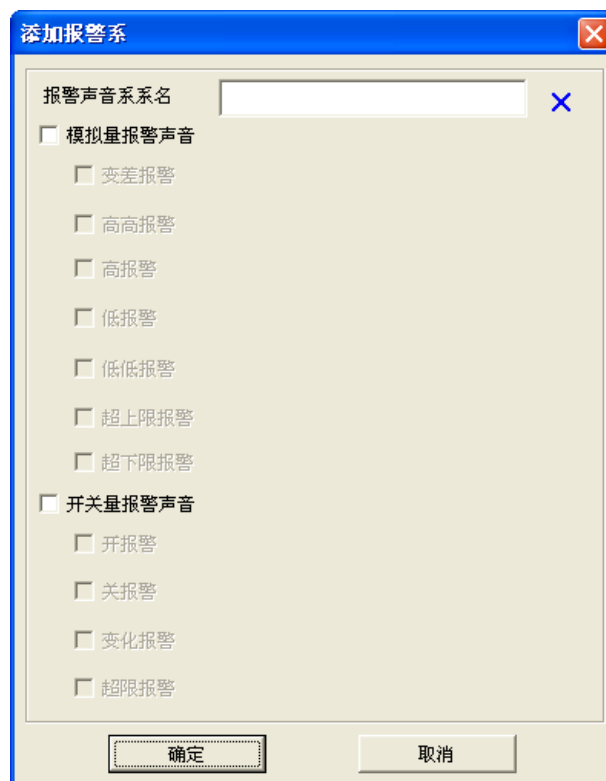 添加报警系
报警声音系系名
模拟量报警声音
变差报警
高高报警
高报警
低报警
低低报警
超上限报警
超下限报警
开关量报警声音
开报警
关报警
变化报警
超限报警
确定 取消